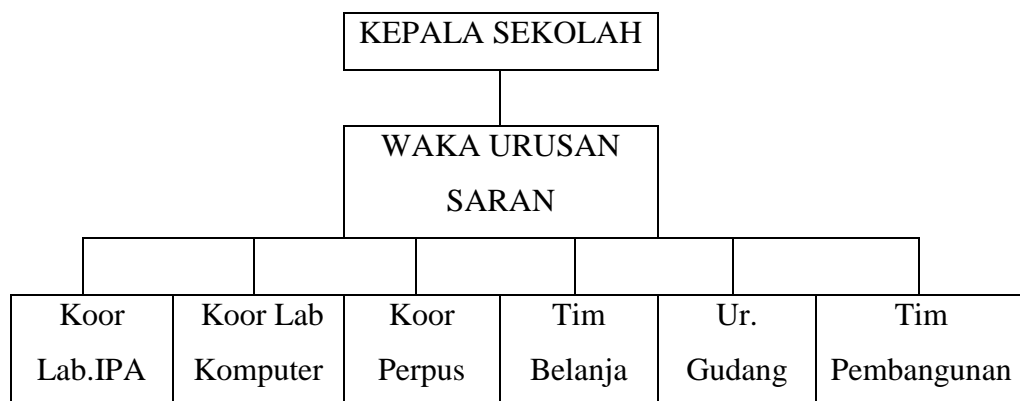 KEPALA SEKOLAH
WAKA URUSAN
SARAN
Koor
Lab.IPA
Koor Lab
Komputer
Koor
Perpus
Tim
Belanja
Ur.
Gudang
Tim
Pembangunan